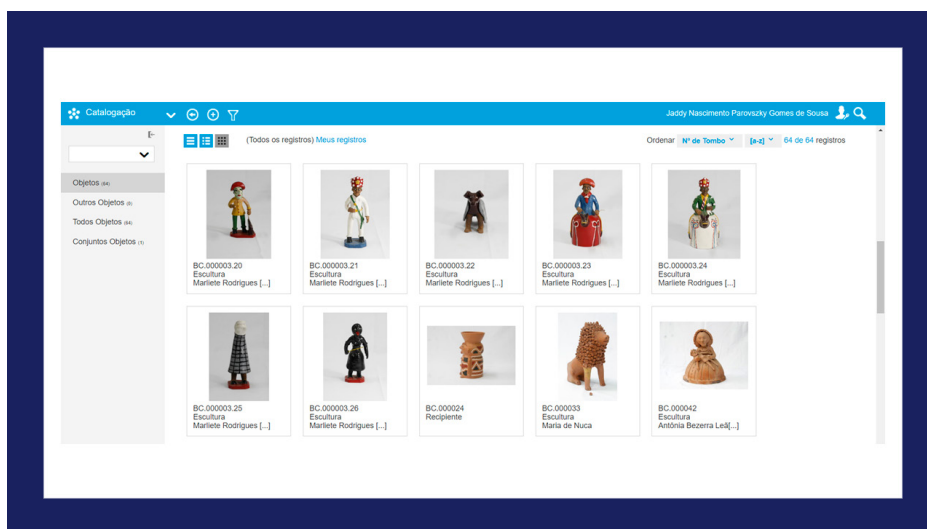 Catalogação
Jaddy Nascimento Parovszky Gomes de Sousa
(Todos os registros) Meus registros
Ordenar Nº de Tombo [a-z] 64 de 64 registros
Objetos (64)
Outros Objetos
Todos Objetos (64)
Conjuntos Objetos (1)
BC.000003.20
Escultura
Marliete Rodrigues [...]
BC.000003.21
Escultura
Marliete Rodrigues [...]
BC.000003.22
Escultura
Marliete Rodrigues [...]
BC.000003.23
Escultura
Marliete Rodrigues [...]
BC.000003.24
Escultura
Marliete Rodrigues [...]
BC.000003.25
Escultura
Marliete Rodrigues [...]
BC.000003.26
Escultura
Marliete Rodrigues [...]
BC.000024
Recipiente
BC.000033
Escultura
Maria de Nuca
BC.000042
Escultura
Antônia Bezerra Leã[...]